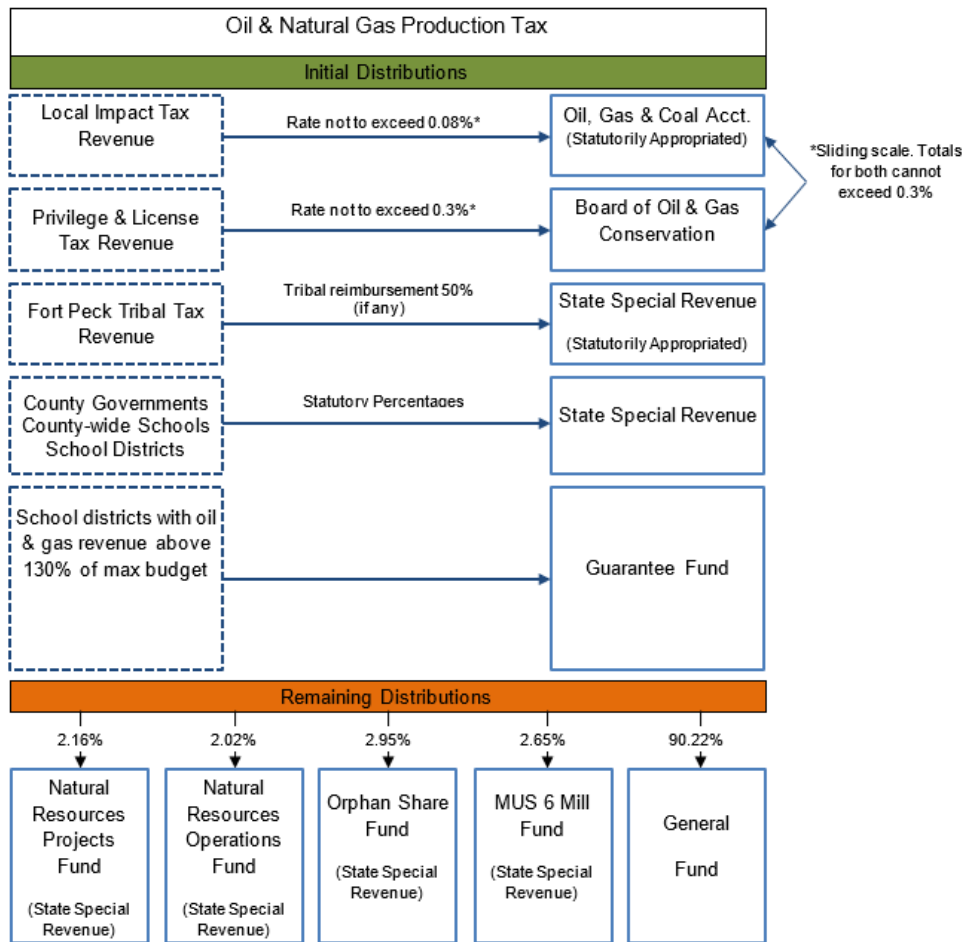 Oil & Natural Gas Production Tax
Initial Distributions
Local Impact Tax
Revenue
Rate not to exceed 0.08%*
Oil, Gas & Coal Acct.
(Statutorily Appropriated)
*Sliding scale. Totals
for both cannot
exceed 0.3%
Privilege & License
Tax Revenue
Rate not to exceed 0.3%*
Board of Oil & Gas
Conservation
Fort Peck Tribal Tax
Revenue
Tribal reimbursement 50%
(if any)
State Special Revenue
(Statutorily Appropriated)
County Governments
County-wide Schools
School Districts
Statutory Percentages
State Special Revenue
School districts with oil
& gas revenue above
130% of max budget
Guarantee Fund
Remaining Distributions
2.16%
2.02%
2.95%
2.65%
90.22%
Natural
Resources
Projects
Fund
(State Special
Revenue)
Natural
Resources
Operations
Fund
(State Special
Revenue)
Orphan Share
Fund
(State Special
Revenue)
MUS 6 Mill
Fund
(State Special
Revenue)
General
Fund